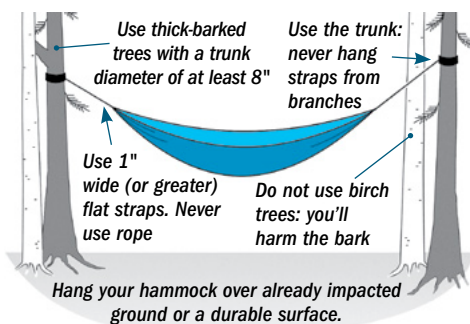 Use thick-barked
trees with a trunk
diameter of at least 8"
Use the trunk:
never hang
straps from
branches
Use 1"
wide (or greater)
flat straps. Never
use rope
Do not use birch
trees: you'll
harm the bark
Hang your hammock over already impacted
ground or a durable surface.